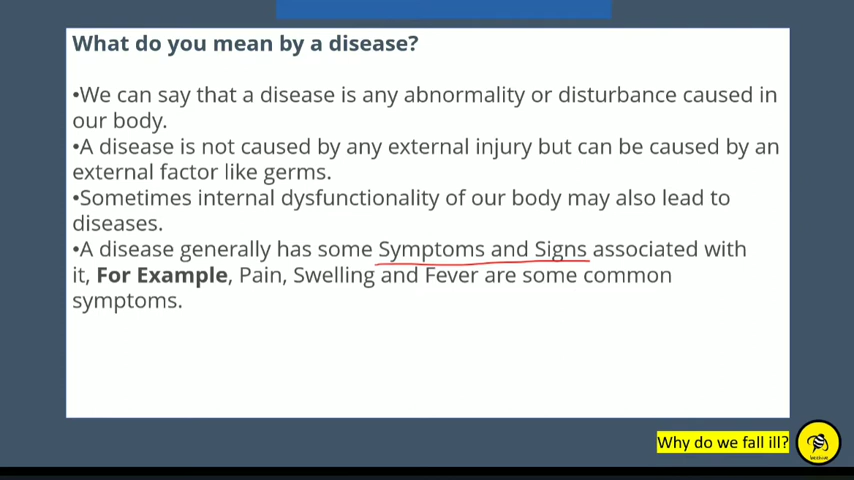 What do you mean by a disease?
•We can say that a disease is any abnormality or disturbance caused in
our body.
•A disease is not caused by any external injury but can be caused by an
external factor like germs.
•Sometimes internal dysfunctionality of our body may also lead to
diseases.
•A disease generally has some Symptoms and Signs associated with
it, For Example, Pain, Swelling and Fever are some common
symptoms.
Why do we fall ill?